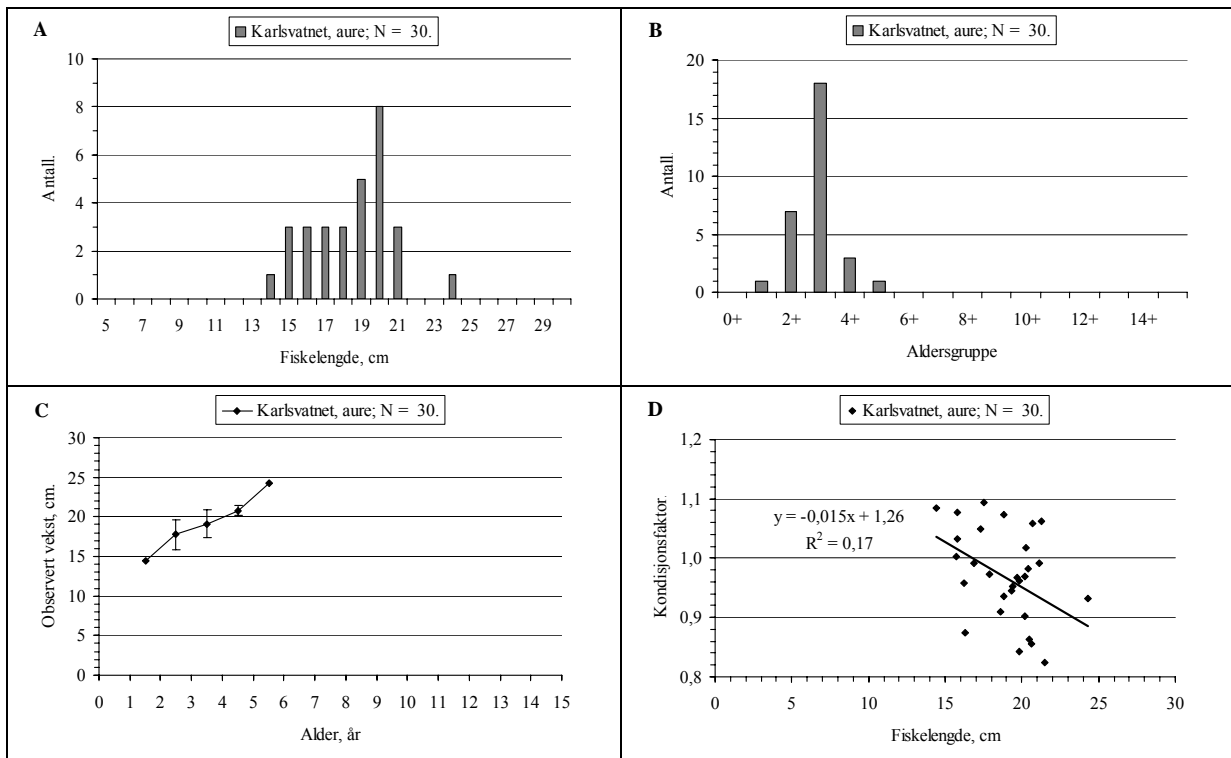 A
Karlsvatnet, aure; N = 30.
10
8
6
4
2
0
Antall.
5 7 9 11 13 15 17 19 21 23 25 27 29
Fiskelengde, cm
B
Karlsvatnet, aure; N = 30.
20
15
10
5
0
Antall.
0+ 2+ 4+ 6+ 8+ 10+ 12+ 14+
Aldersgruppe
C
Karlsvatnet, aure; N = 30.
30
25
20
15
10
5
0
Observert vekst, cm.
0 1 2 3 4 5 6 7 8 9 10 11 12 13 14 15
Alder, år
D
Karlsvatnet, aure; N = 30.
1,2
1,1
1,0
0,9
0,8
Kondisjonsfaktor.
y = -0,015x + 1,26
R² = 0,17
0 5 10 15 20 25 30
Fiskelengde, cm